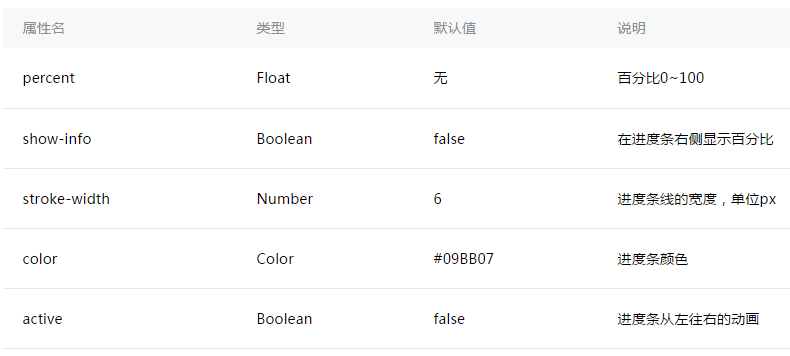 属性名 类型 默认值 说明
percent Float 无 百分比0~100
show-info Boolean false 在进度条右侧显示百分比
stroke-width Number 6 进度条线的宽度，单位px
color Color #09BB07 进度条颜色
active Boolean false 进度条从左往右的动画